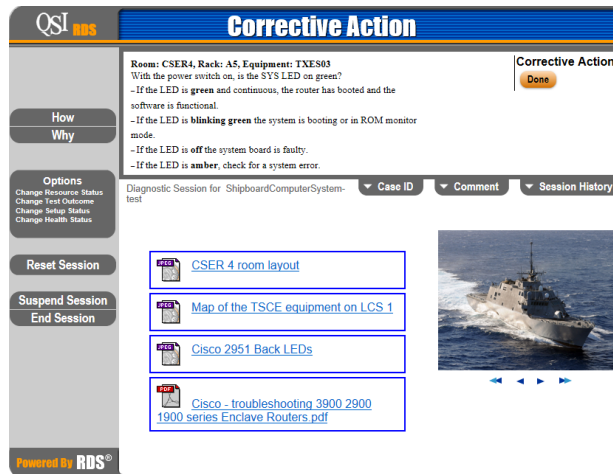 QSI RDS
Corrective Action
Room: CSER4, Rack: A5, Equipment: TXES03
With the power switch on, is the SYS LED on green?
–If the LED is green and continuous, the router has booted and the
software is functional.
–If the LED is blinking green the system is booting or in ROM monitor
mode.
–If the LED is off the system board is faulty.
–If the LED is amber, check for a system error.
Corrective Action
Done
How
Why
Options
Change Resource Status
Change Test Outcome
Change Setup Status
Change Health Status
Reset Session
Suspend Session
End Session
Diagnostic Session for ShipboardComputerSystem-
test
Case ID
Comment
Session History
JPEG
CSER 4 room layout
JPEG
Map of the TSCE equipment on LCS 1
JPEG
Cisco 2951 Back LEDs
PDF
Cisco - troubleshooting 3900 2900
1900 series Enclave Routers.pdf
Powered By RDS®